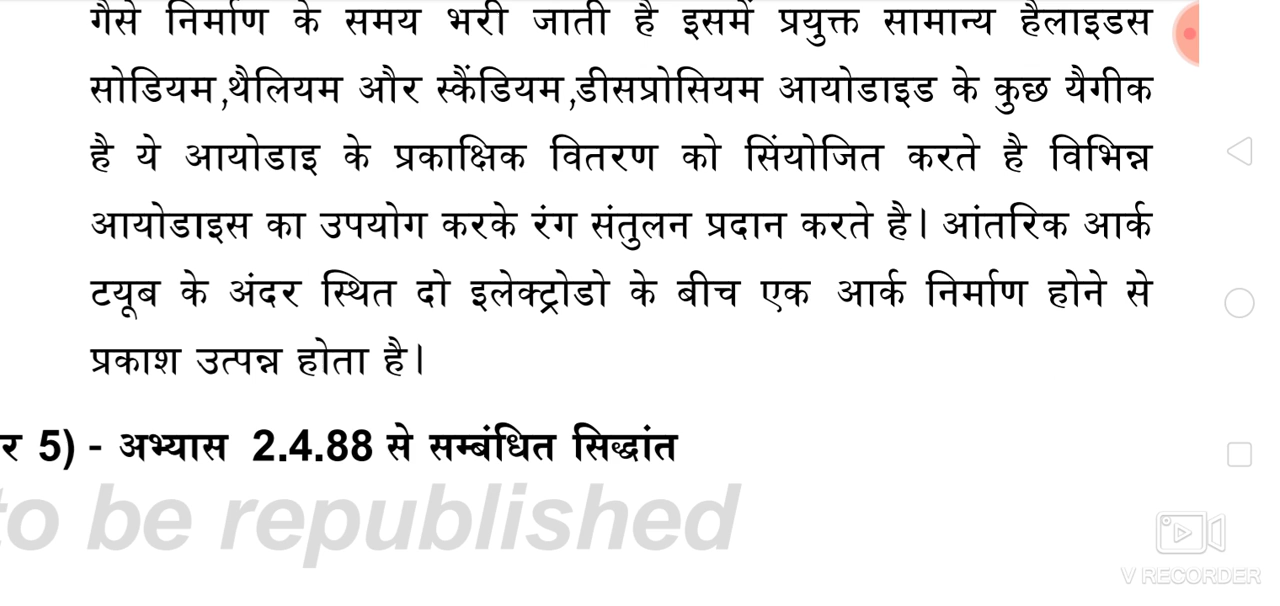 गैसे निर्माण के समय भरी जाती है इसमें प्रयुक्त सामान्य हैलाइडस
सोडियम,थैलियम और स्कैंडियम,डीसप्रोसियम आयोडाइड के कुछ यैगीक
है ये आयोडाइ के प्रकाक्षिक वितरण को सिंयोजित करते है विभिन्न
आयोडाइस का उपयोग करके रंग संतुलन प्रदान करते है। आंतरिक आर्क
टयूब के अंदर स्थित दो इलेक्ट्रोडो के बीच एक आर्क निर्माण होने से
प्रकाश उत्पन्न होता है।
र 5) - अभ्यास 2.4.88 से सम्बंधित सिद्धांत
to be republished
V RECORDER